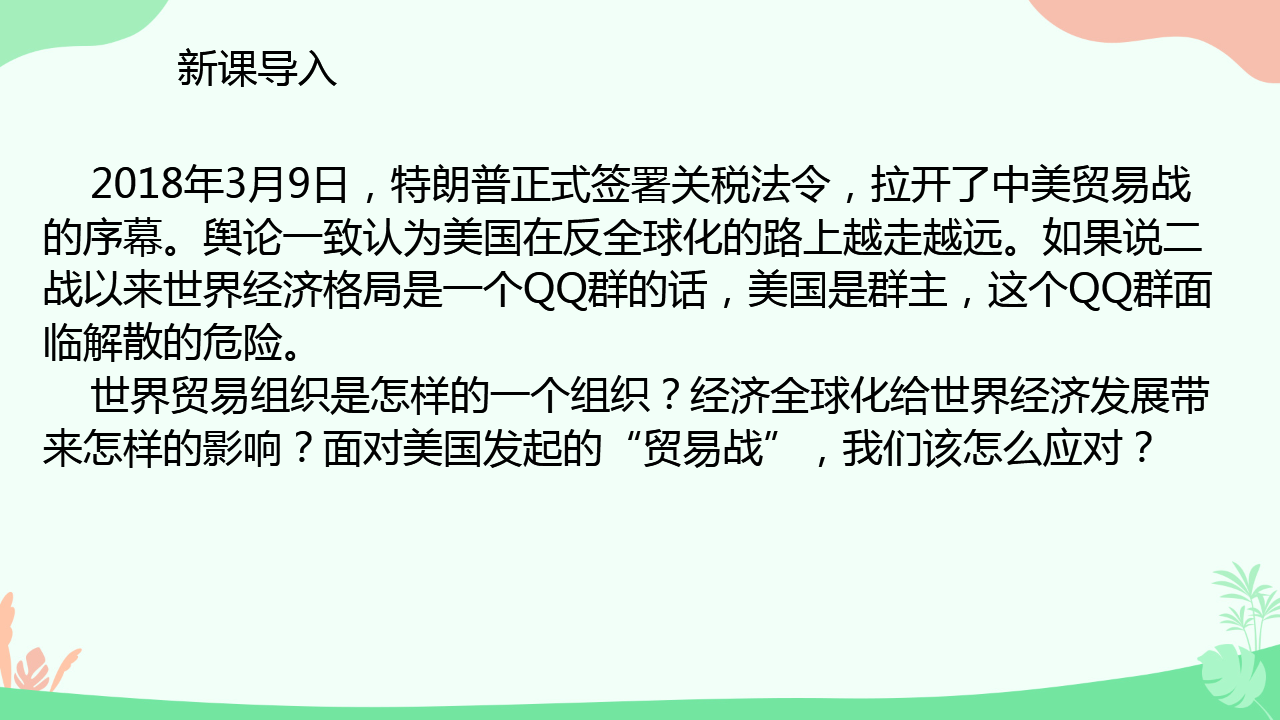 新课导入
2018年3月9日，特朗普正式签署关税法令，拉开了中美贸易战
的序幕。舆论一致认为美国在反全球化的路上越走越远。如果说二
战以来世界经济格局是一个QQ群的话，美国是群主，这个QQ群面
临解散的危险。
世界贸易组织是怎样的一个组织？经济全球化给世界经济发展带
来怎样的影响？面对美国发起的“贸易战”，我们该怎么应对？